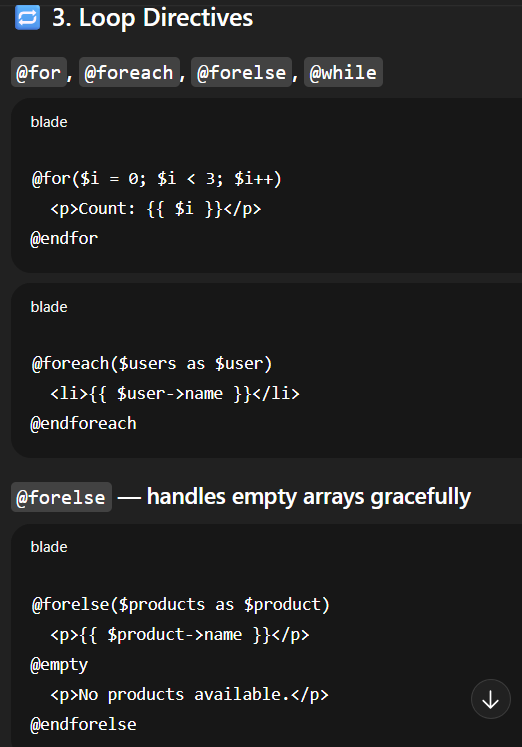 🔁 3. Loop Directives
@for, @foreach, @forelse, @while
blade
@for($i = 0; $i < 3; $i++)
  <p>Count: {{ $i }}</p>
@endfor
blade
@foreach($users as $user)
  <li>{{ $user->name }}</li>
@endforeach
@forelse — handles empty arrays gracefully
blade
@forelse($products as $product)
  <p>{{ $product->name }}</p>
@empty
  <p>No products available.</p>
@endforelse